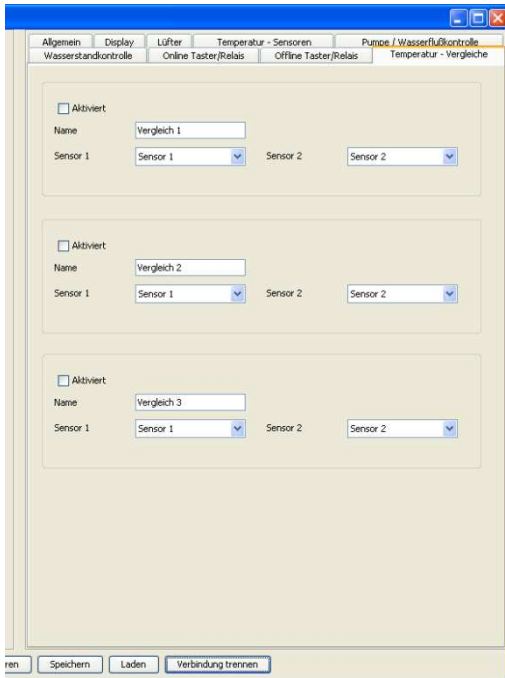 Allgemein Display Lüfter Temperatur - Sensoren Pumpe / Wasserflußkontrolle
Wasserstandkontrolle Online Taster/Relais Offline Taster/Relais Temperatur - Vergleiche
Aktiviert
Name Vergleich 1
Sensor 1 Sensor 1 Sensor 2 Sensor 2
Aktiviert
Name Vergleich 2
Sensor 1 Sensor 1 Sensor 2 Sensor 2
Aktiviert
Name Vergleich 3
Sensor 1 Sensor 1 Sensor 2 Sensor 2
ren Speichern Laden Verbindung trennen